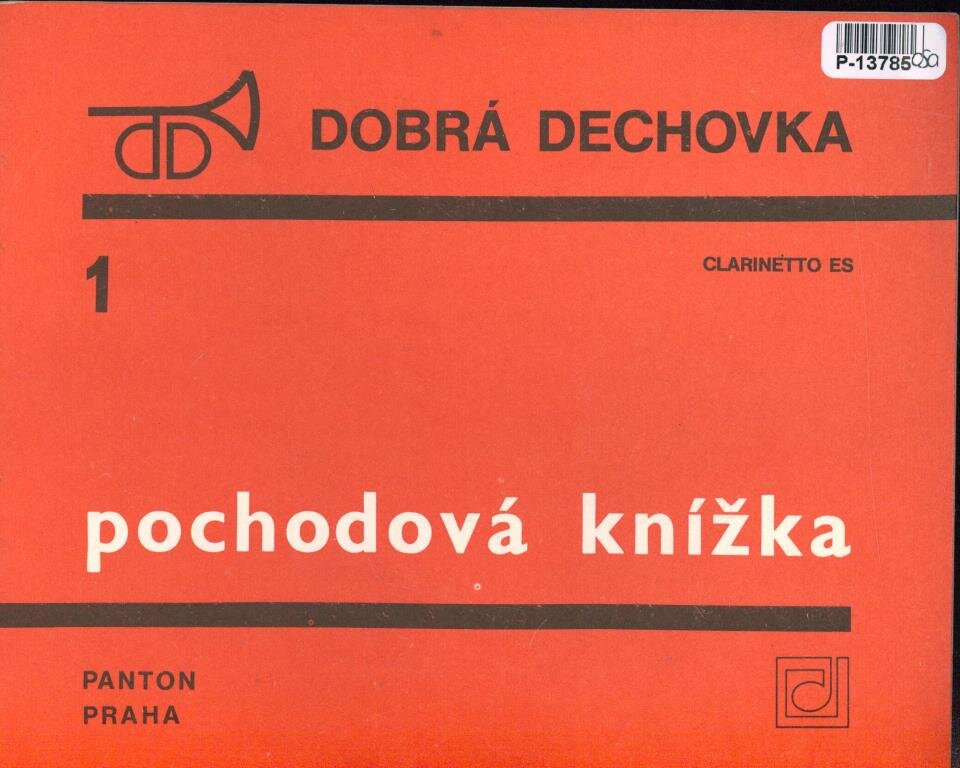 P-13785
DOBRÁ DECHOVKA
1
CLARINETTO ES
pochodová knížka
PANTON
PRAHA